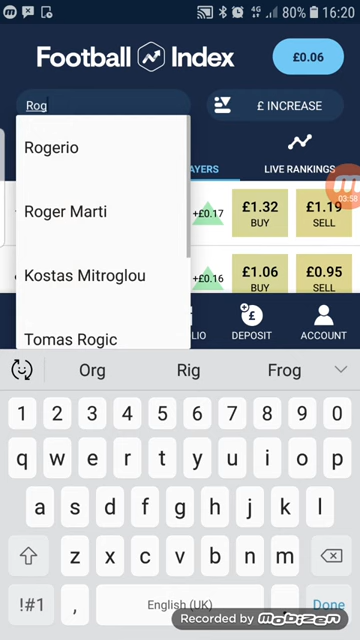 4G 80% 16:20
Football Index
£0.06
Rog
£ INCREASE
Rogerio
Roger Marti
Kostas Mitroglou
Tomas Rogic
AYERS
LIVE RANKINGS
03:58
+£0.17
£1.32
BUY
£1.19
SELL
+£0.16
£1.06
BUY
£0.95
SELL
LIO
DEPOSIT
ACCOUNT
Org Rig Frog
1 2 3 4 5 6 7 8 9 0
q w e r t y u i o p
a s d f g h j k l
z x c v b n m
!#1 , English (UK) . Done
Recorded by Mobizen